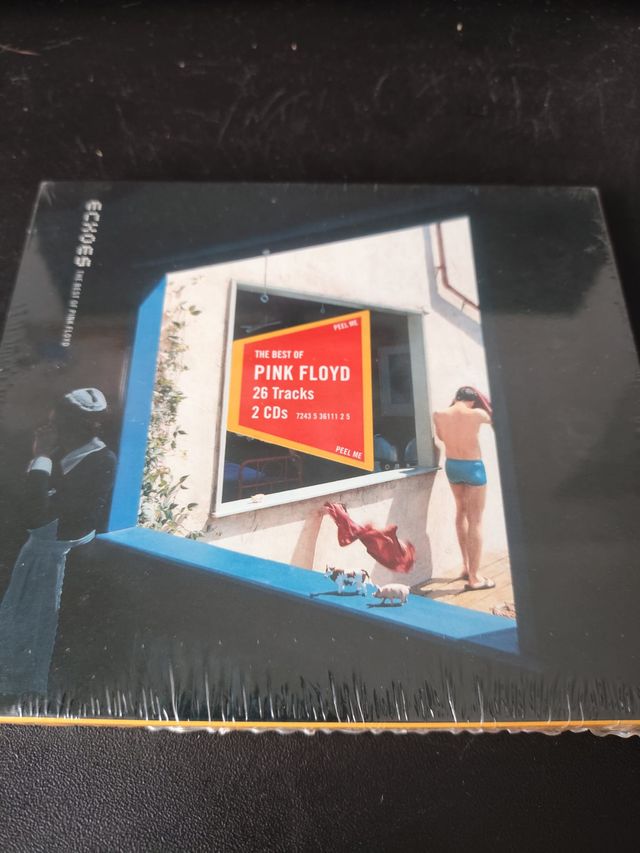 ECHOES THE BEST OF PINK FLOYD
PEEL ME
THE BEST OF
PINK FLOYD
26 Tracks
2 CDs 7243 5 36111 2 5
PEEL ME